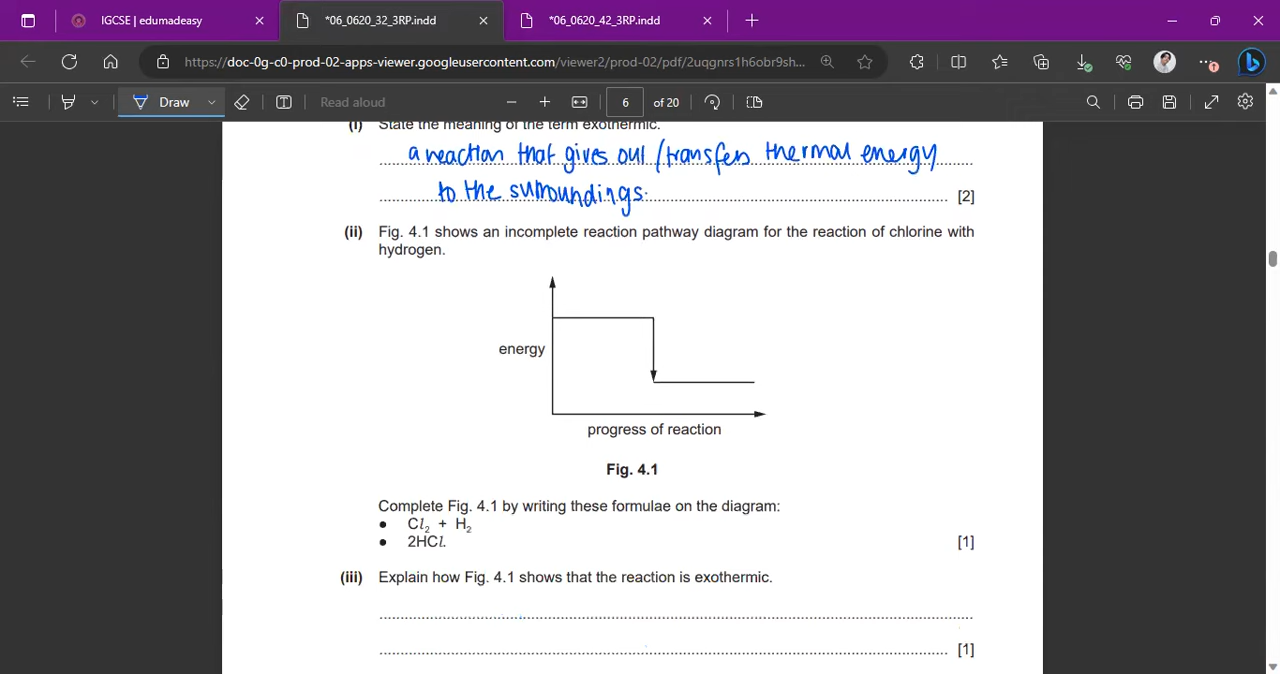 IGCSE | edumadeasy
*06_0620_32_3RP.indd
*06_0620_42_3RP.indd
https://doc-0g-c0-prod-02-apps-viewer.googleusercontent.com/viewer2/prod-02/pdf/2uqgnrs1h6obr9sh...
Draw
Read aloud
6 of 20
(i) State the meaning of the term exothermic.
a reaction that gives out / transfers thermal energy
to the surroundings. [2]
(ii) Fig. 4.1 shows an incomplete reaction pathway diagram for the reaction of chlorine with
hydrogen.
energy
progress of reaction
Fig. 4.1
Complete Fig. 4.1 by writing these formulae on the diagram:
• Cl₂ + H₂
• 2HCl. [1]
(iii) Explain how Fig. 4.1 shows that the reaction is exothermic.
[1]